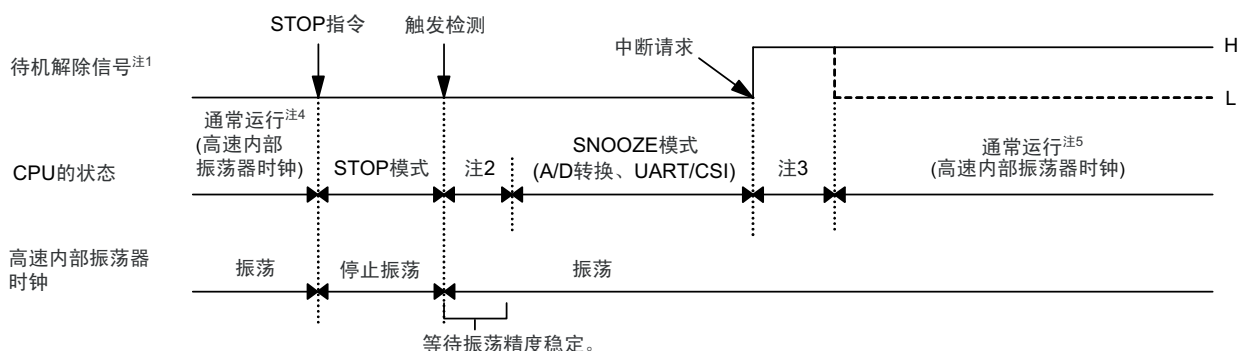 STOP指令
触发检测
中断请求
待机解除信号注1
H
L
通常运行注4
(高速内部
振荡器时钟)
STOP模式
注2
SNOOZE模式
(A/D转换、UART/CSI)
注3
通常运行注5
(高速内部振荡器时钟)
CPU的状态
高速内部振荡器
时钟
振荡
停止振荡
振荡
等待振荡精度稳定。